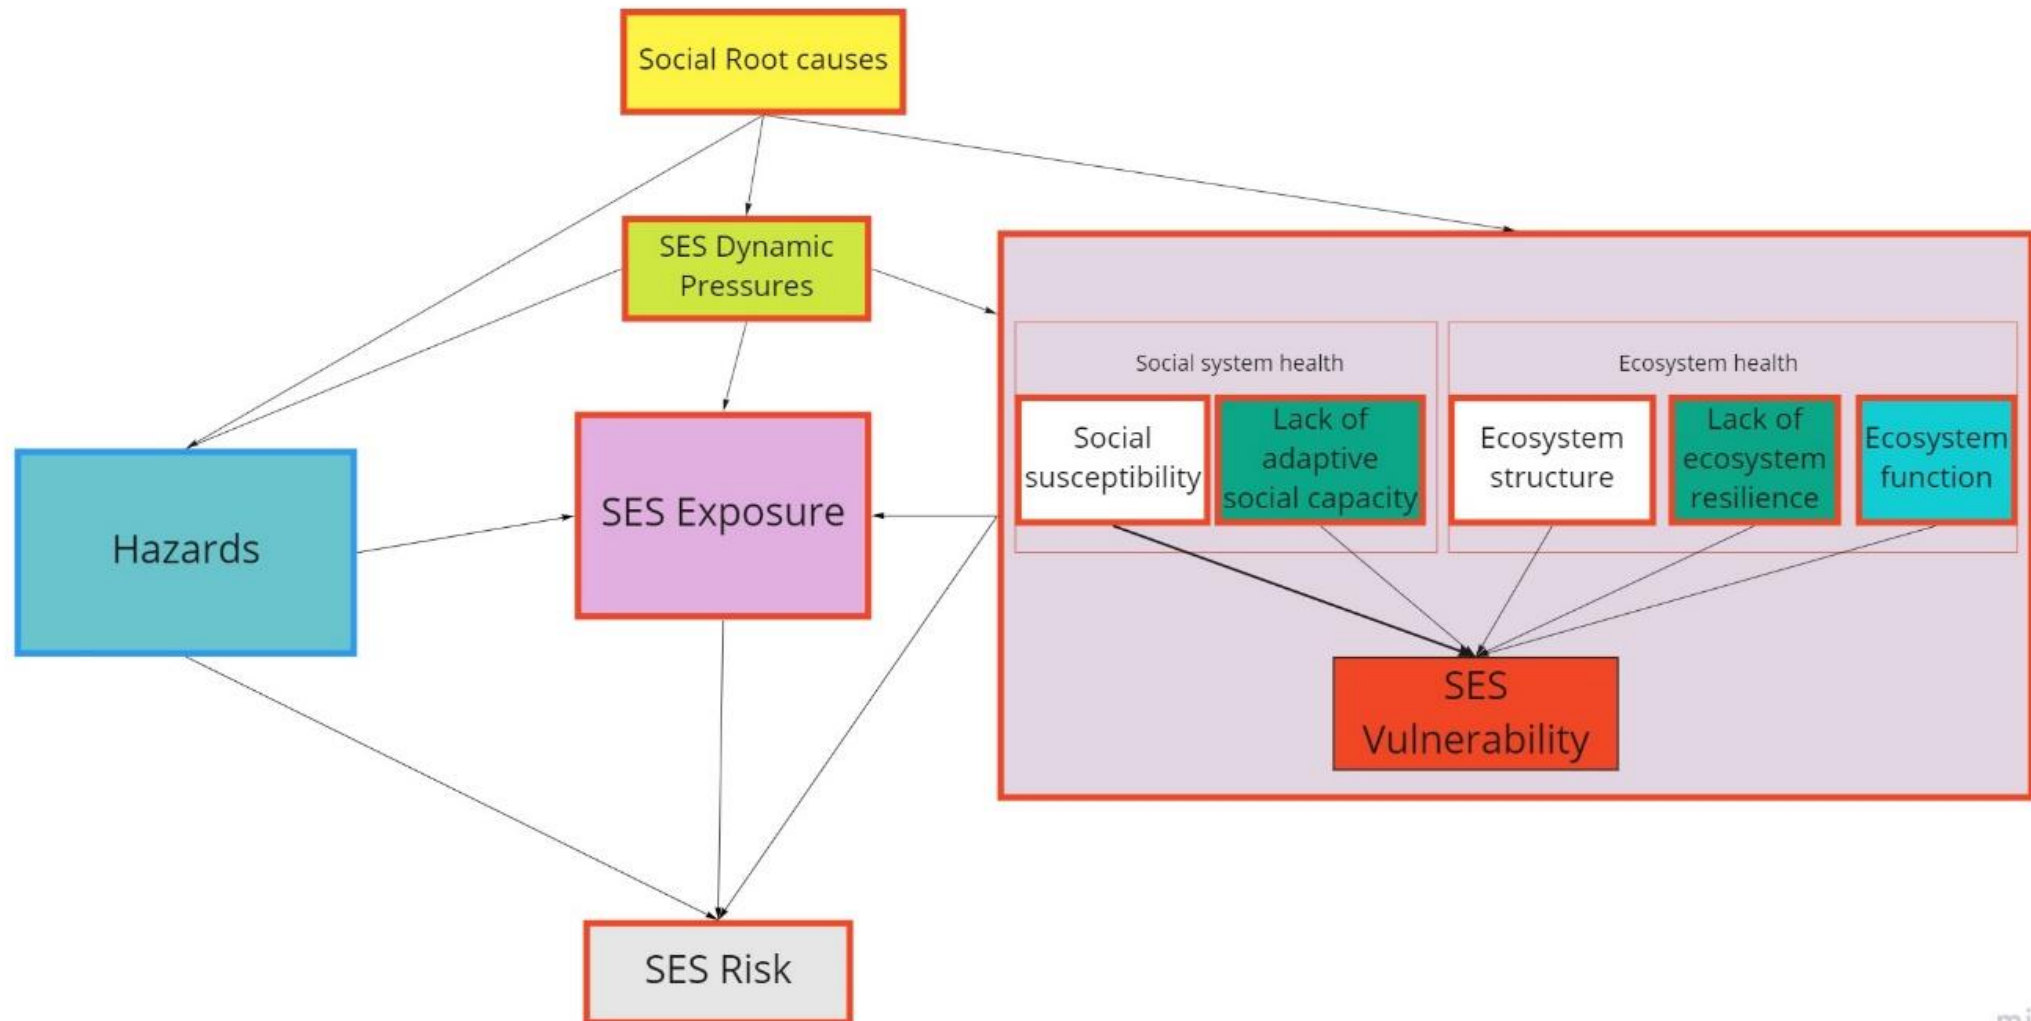 Social Root causes
SES Dynamic
Pressures
Social system health
Ecosystem health
Social
susceptibility
Lack of
adaptive
social capacity
Ecosystem
structure
Lack of
ecosystem
resilience
Ecosystem
function
Hazards
SES Exposure
SES
Vulnerability
SES Risk